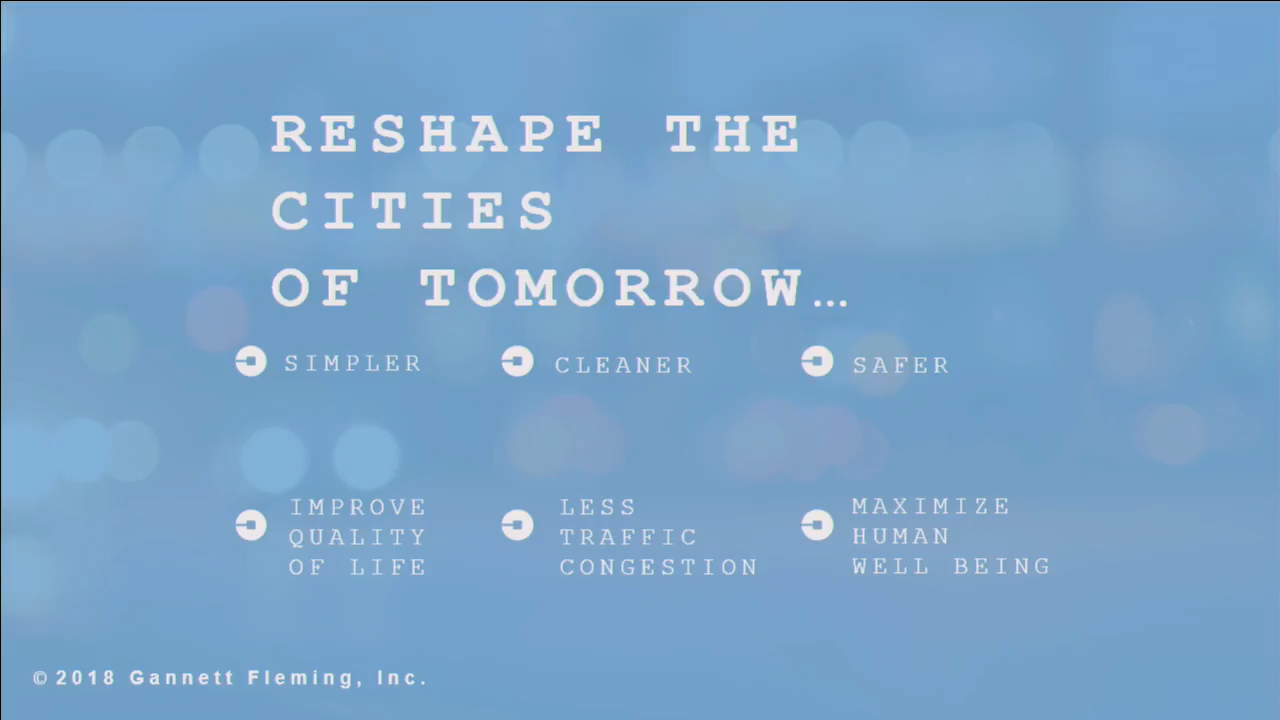 RESHAPE THE
CITIES
OF TOMORROW...
SIMPLER
CLEANER
SAFER
IMPROVE
QUALITY
OF LIFE
LESS
TRAFFIC
CONGESTION
MAXIMIZE
HUMAN
WELL BEING
© 2018 Gannett Fleming, Inc.